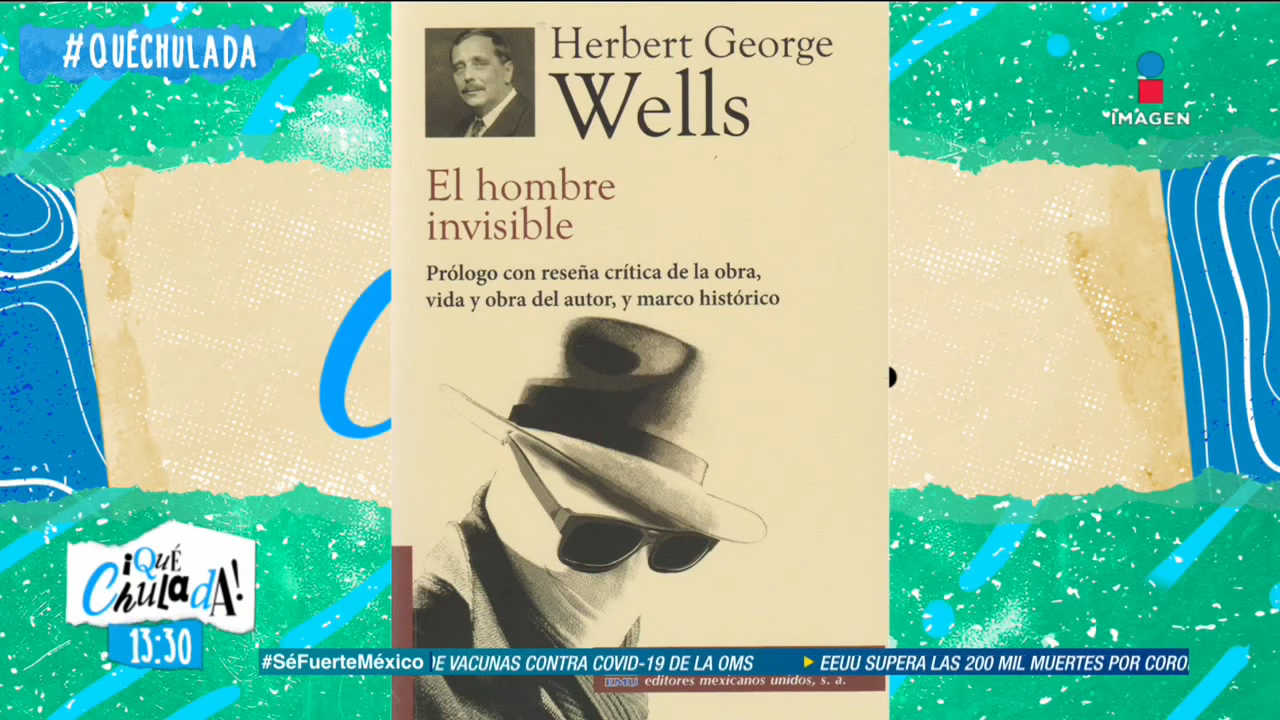 #QUÉCHULADA
Herbert George
Wells
IMAGEN
El hombre
invisible
Prólogo con reseña crítica de la obra,
vida y obra del autor, y marco histórico
¡QUÉ
CHULADA!
13:30
#SéFuerteMéxico
DE VACUNAS CONTRA COVID-19 DE LA OMS
EEUU SUPERA LAS 200 MIL MUERTES POR CORO
EMU editores mexicanos unidos, s. a.